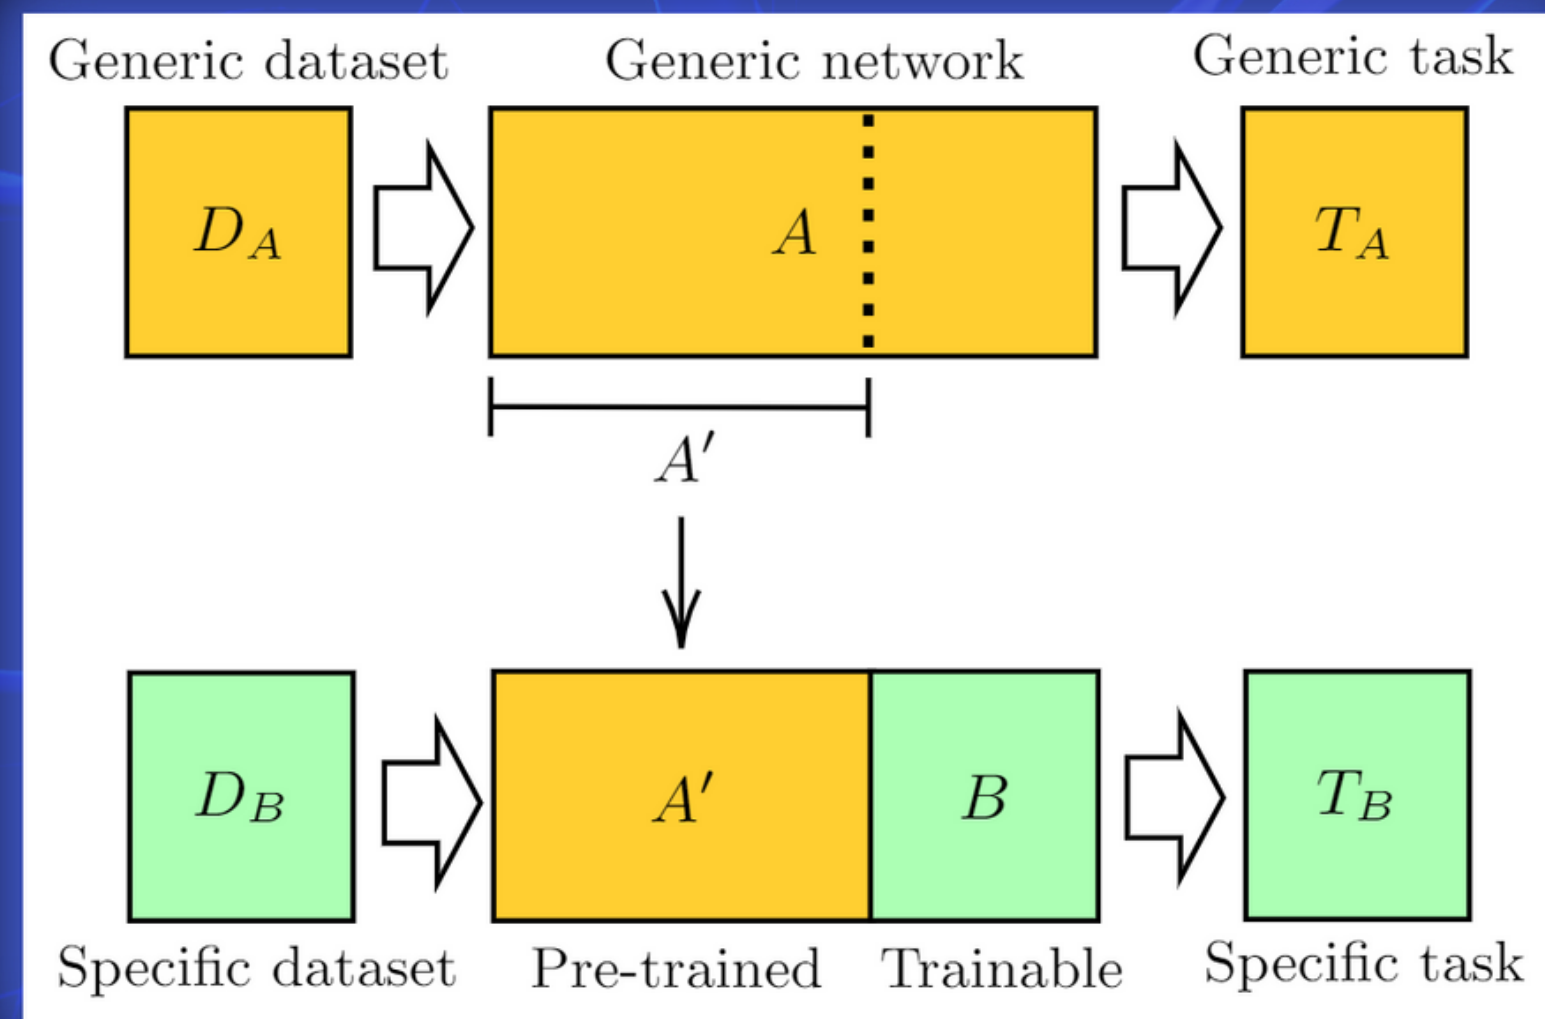 Generic dataset
Generic network
Generic task
D_A
A
T_A
A′
D_B
A′
B
T_B
Specific dataset
Pre-trained
Trainable
Specific task